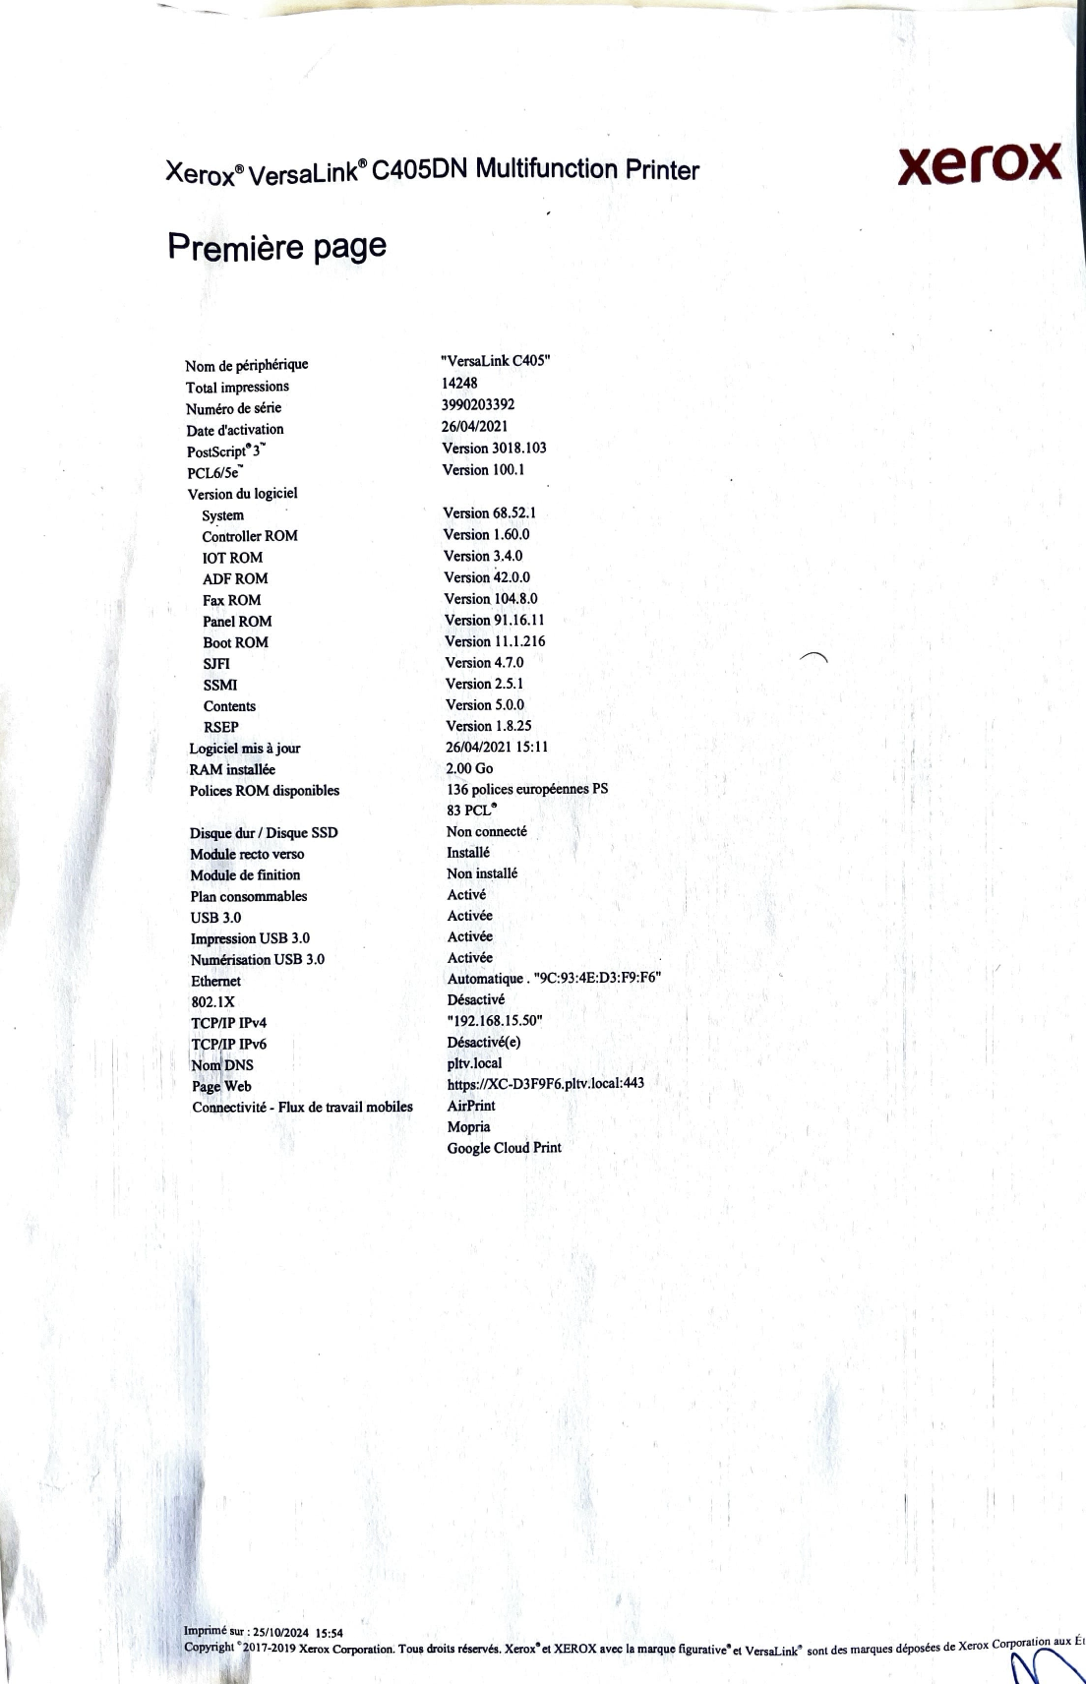 xerox
Xerox® VersaLink® C405DN Multifunction Printer
Première page
Nom de périphérique "VersaLink C405"
Total impressions 14248
Numéro de série 3990203392
Date d'activation 26/04/2021
PostScript®3™ Version 3018.103
PCL6/5e™ Version 100.1
Version du logiciel
System Version 68.52.1
Controller ROM Version 1.60.0
IOT ROM Version 3.4.0
ADF ROM Version 42.0.0
Fax ROM Version 104.8.0
Panel ROM Version 91.16.11
Boot ROM Version 11.1.216
SJFI Version 4.7.0
SSMI Version 2.5.1
Contents Version 5.0.0
RSEP Version 1.8.25
Logiciel mis à jour 26/04/2021 15:11
RAM installée 2.00 Go
Polices ROM disponibles 136 polices européennes PS
83 PCL®
Disque dur / Disque SSD Non connecté
Module recto verso Installé
Module de finition Non installé
Plan consommables Activé
USB 3.0 Activée
Impression USB 3.0 Activée
Numérisation USB 3.0 Activée
Ethernet Automatique . "9C:93:4E:D3:F9:F6"
802.1X Désactivé
TCP/IP IPv4 "192.168.15.50"
TCP/IP IPv6 Désactivé(e)
Nom DNS pltv.local
Page Web https://XC-D3F9F6.pltv.local:443
Connectivité - Flux de travail mobiles AirPrint
Mopria
Google Cloud Print
Imprimé sur : 25/10/2024 15:54
Copyright ©2017-2019 Xerox Corporation. Tous droits réservés. Xerox® et XEROX avec la marque figurative® et VersaLink® sont des marques déposées de Xerox Corporation aux